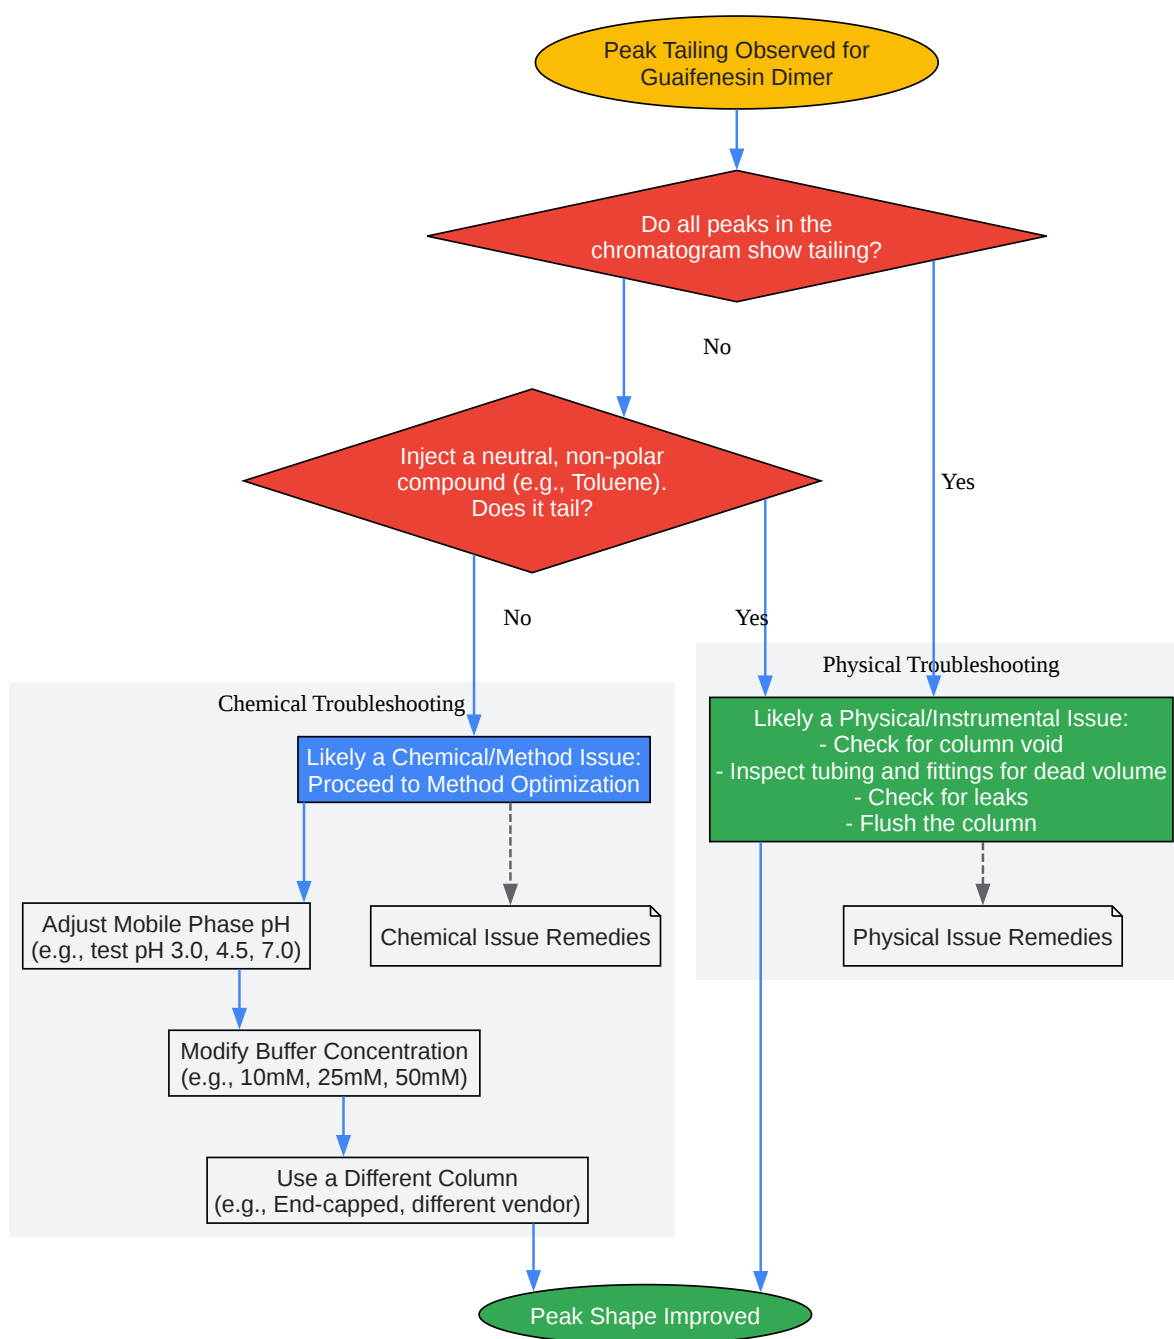 Peak Tailing Observed for
Guaifenesin Dimer
Do all peaks in the
chromatogram show tailing?
No
Yes
Inject a neutral, non-polar
compound (e.g., Toluene).
Does it tail?
No
Yes
Physical Troubleshooting
Likely a Physical/Instrumental Issue:
- Check for column void
- Inspect tubing and fittings for dead volume
- Check for leaks
- Flush the column
Physical Issue Remedies
Chemical Troubleshooting
Likely a Chemical/Method Issue:
Proceed to Method Optimization
Adjust Mobile Phase pH
(e.g., test pH 3.0, 4.5, 7.0)
Chemical Issue Remedies
Modify Buffer Concentration
(e.g., 10mM, 25mM, 50mM)
Use a Different Column
(e.g., End-capped, different vendor)
Peak Shape Improved